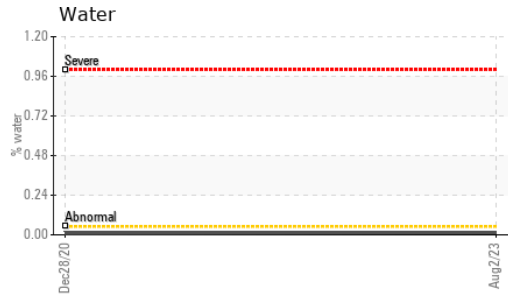 Water
1.20
Severe
0.96
0.72
% water
0.48
0.24
Abnormal
0.00
Dec28/20
Aug2/23